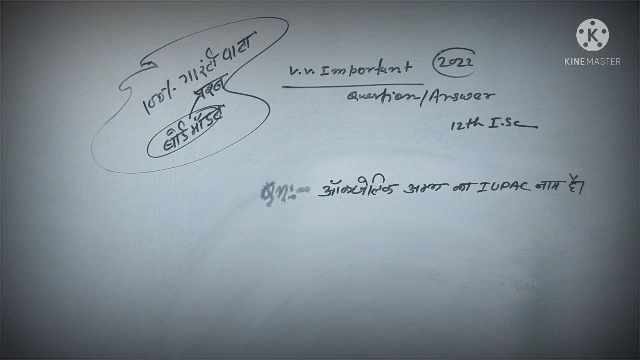 100% गारंटी वाला
प्रश्न
बोर्ड मॉडल
V.V. Important
2022
Question/Answer
12th I.Sc
प्रश्न:- ऑक्जैलिक अम्ल का IUPAC नाम है।
K
KINEMASTER